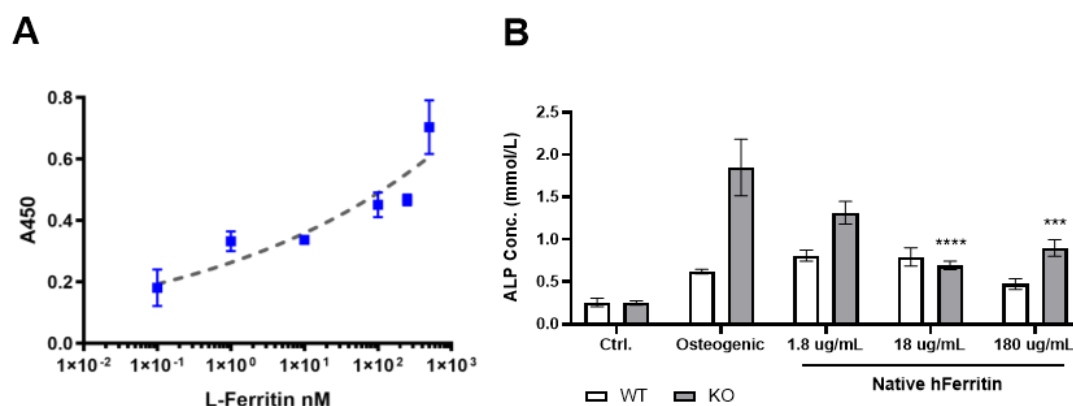 A
A450
0.8
0.6
0.4
0.2
0.0
1×10⁻²
1×10⁻¹
1×10⁰
1×10¹
1×10²
1×10³
L-Ferritin nM
B
ALP Conc. (mmol/L)
2.5
2.0
1.5
1.0
0.5
0.0
****
***
Ctrl.
Osteogenic
1.8 ug/mL
18 ug/mL
180 ug/mL
Native hFerritin
WT
KO